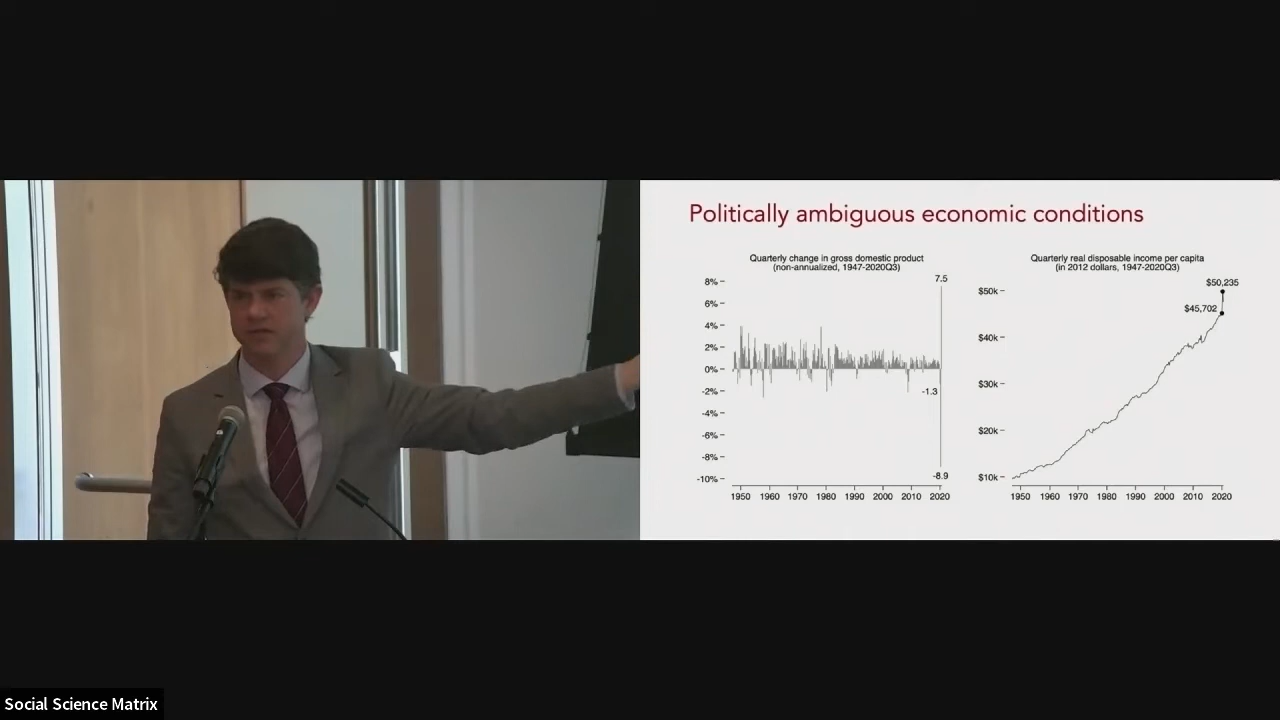 Politically ambiguous economic conditions
Quarterly change in gross domestic product
(non-annualized, 1947-2020Q3)
7.5
8%
6%
4%
2%
0%
-2%
-4%
-6%
-8%
-10%
-1.3
-8.9
1950 1960 1970 1980 1990 2000 2010 2020
Quarterly real disposable income per capita
(in 2012 dollars, 1947-2020Q3)
$50,235
$45,702
$50k
$40k
$30k
$20k
$10k
1950 1960 1970 1980 1990 2000 2010 2020
Social Science Matrix